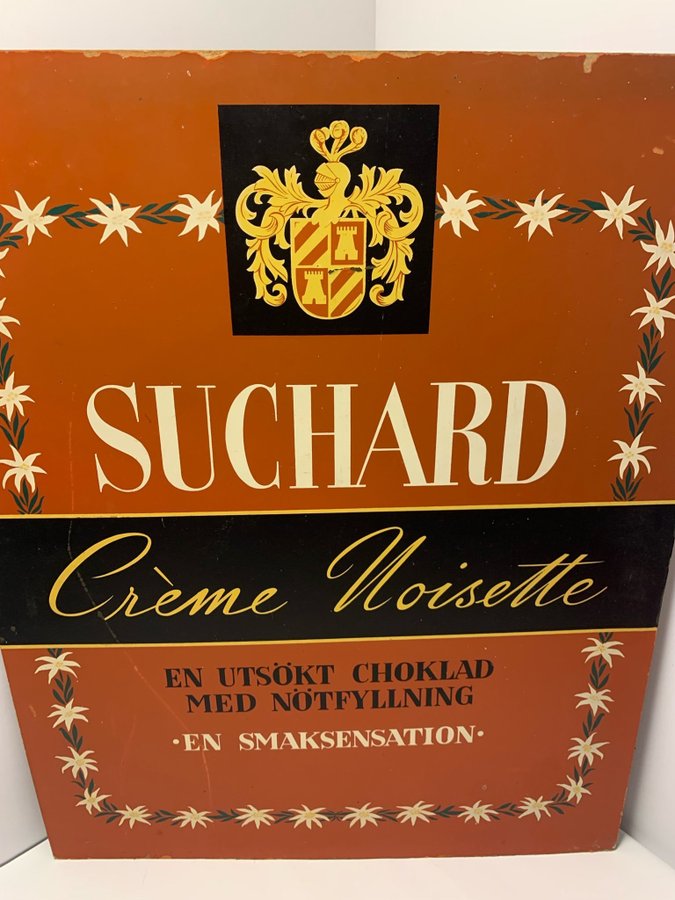 SUCHARD
Crème Noisette
EN UTSÖKT CHOKLAD
MED NÖTFYLLNING
·EN SMAKSENSATION·